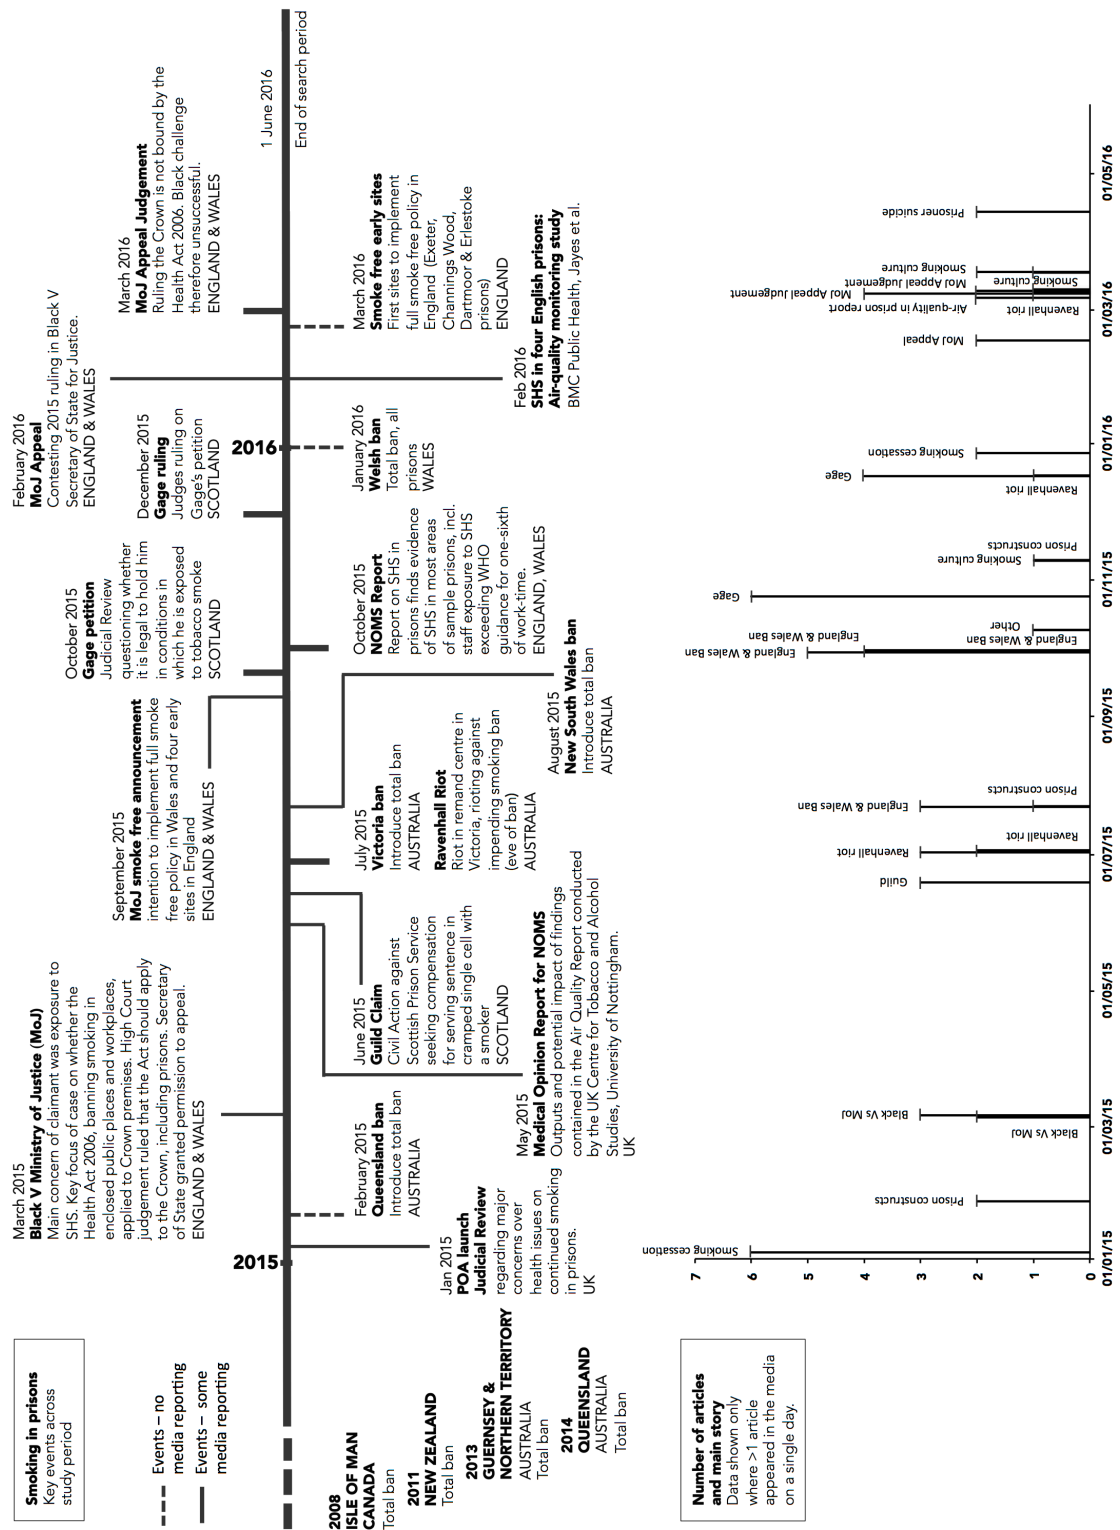 Smoking in prisons
Key events across
study period
Events – no
media reporting
Events – some
media reporting
2008
ISLE OF MAN
CANADA
Total ban
2011
NEW ZEALAND
Total ban
2013
GUERNSEY &
NORTHERN TERRITORY
AUSTRALIA
Total ban
2014
QUEENSLAND
AUSTRALIA
Total ban
2015
March 2015
Black V Ministry of Justice (MoJ)
Main concern of claimant was exposure to
SHS. Key focus of case on whether the
Health Act 2006, banning smoking in
enclosed public places and workplaces,
applied to Crown premises. High Court
judgement ruled that the Act should apply
to the Crown, including prisons. Secretary
of State granted permission to appeal.
ENGLAND & WALES
September 2015
MoJ smoke free announcement
intention to implement full smoke
free policy in Wales and four early
sites in England
ENGLAND & WALES
October 2015
Gage petition
Judicial Review
questioning whether
it is legal to hold him
in conditions in
which he is exposed
to tobacco smoke
SCOTLAND
February 2016
MoJ Appeal
Contesting 2015 ruling in Black V
Secretary of State for Justice.
ENGLAND & WALES
December 2015
Gage ruling
Judges ruling on
Gage's petition
SCOTLAND
2016
March 2016
MoJ Appeal Judgement
Ruling the Crown is not bound by the
Health Act 2006. Black challenge
therefore unsuccessful.
ENGLAND & WALES
1 June 2016
End of search period
Jan 2015
POA launch
Judicial Review
regarding major
concerns over
health issues on
continued smoking
in prisons.
UK
February 2015
Queensland ban
Introduce total ban
AUSTRALIA
May 2015
Medical Opinion Report for NOMS
Outputs and potential impact of findings
contained in the Air Quality Report conducted
by the UK Centre for Tobacco and Alcohol
Studies, University of Nottingham.
UK
June 2015
Guild Claim
Civil Action against
Scottish Prison Service
seeking compensation
for serving sentence in
cramped single cell with
a smoker
SCOTLAND
July 2015
Victoria ban
Introduce total ban
AUSTRALIA
Ravenhall Riot
Riot in remand centre in
Victoria, rioting against
impending smoking ban
(eve of ban)
AUSTRALIA
August 2015
New South Wales ban
Introduce total ban
AUSTRALIA
October 2015
NOMS Report
Report on SHS in
prisons finds evidence
of SHS in most areas
of sample prisons, incl.
staff exposure to SHS
exceeding WHO
guidance for one-sixth
of work-time.
ENGLAND, WALES
January 2016
Welsh ban
Total ban, all
prisons
WALES
Feb 2016
SHS in four English prisons:
Air-quality monitoring study
BMC Public Health, Jayes et al.
March 2016
Smoke free early sites
First sites to implement
full smoke free policy in
England (Exeter,
Channings Wood,
Dartmoor & Erlestoke
prisons)
ENGLAND
Number of articles
and main story
Data shown only
where >1 article
appeared in the media
on a single day.
7
6
5
4
3
2
1
0
Smoking cessation
Prison constructs
Black Vs MoJ
Black Vs MoJ
Guild
Ravenhall riot
Ravenhall riot
England & Wales Ban
Prison constructs
England & Wales Ban
England & Wales Ban
England & Wales Ban
Other
Gage
Smoking culture
Prison constructs
Gage
Ravenhall riot
Smoking cessation
MoJ Appeal
Air-quality in prison report
Ravenhall riot
MoJ Appeal Judgement
MoJ Appeal Judgement
Smoking culture
Smoking culture
Prisoner suicide
01/01/15
01/03/15
01/05/15
01/07/15
01/09/15
01/11/15
01/01/16
01/03/16
01/05/16